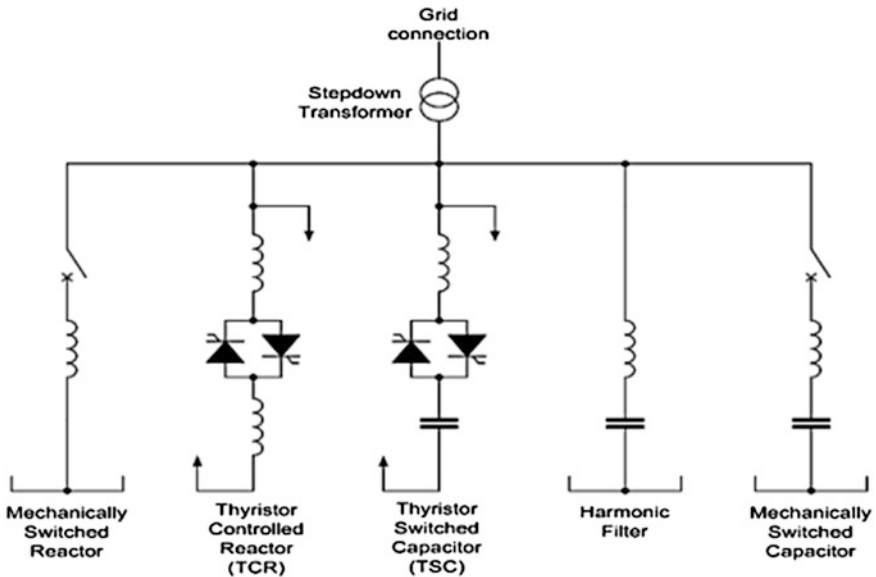 Grid
connection
Stepdown
Transformer
Mechanically
Switched
Reactor
Thyristor
Controlled
Reactor
(TCR)
Thyristor
Switched
Capacitor
(TSC)
Harmonic
Filter
Mechanically
Switched
Capacitor